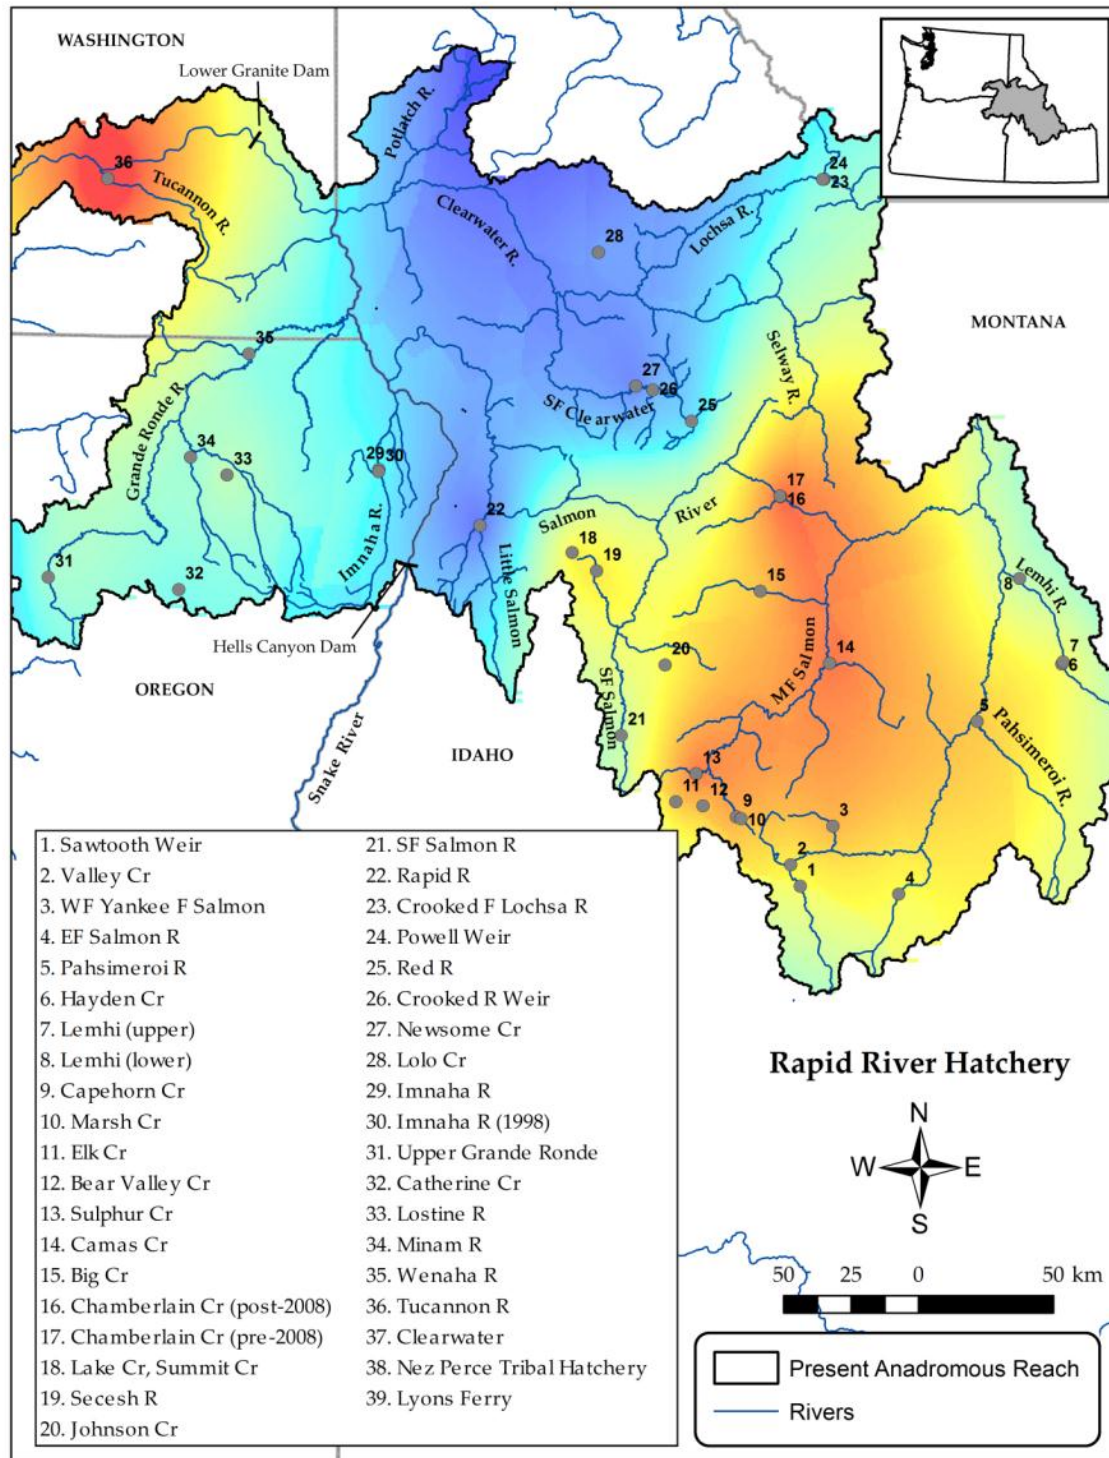 WASHINGTON
Lower Granite Dam
Potlatch R.
36
Tucannon R.
Clearwater R.
28
Lochsa R.
24
23
MONTANA
35
Selway R.
27
26
SF Clearwater
25
Grande Ronde R.
34
33
29
30
17
16
22
Salmon
River
18
19
Imnaha R.
Little Salmon
15
Lemhi R.
8
31
32
Hells Canyon Dam
20
MF Salmon
14
7
6
OREGON
SF Salmon
21
5
Pahsimeroi R.
Snake River
IDAHO
13
11
12
9
10
3
2
1
4
1. Sawtooth Weir
2. Valley Cr
3. WF Yankee F Salmon
4. EF Salmon R
5. Pahsimeroi R
6. Hayden Cr
7. Lemhi (upper)
8. Lemhi (lower)
9. Capehorn Cr
10. Marsh Cr
11. Elk Cr
12. Bear Valley Cr
13. Sulphur Cr
14. Camas Cr
15. Big Cr
16. Chamberlain Cr (post-2008)
17. Chamberlain Cr (pre-2008)
18. Lake Cr, Summit Cr
19. Secesh R
20. Johnson Cr
21. SF Salmon R
22. Rapid R
23. Crooked F Lochsa R
24. Powell Weir
25. Red R
26. Crooked R Weir
27. Newsome Cr
28. Lolo Cr
29. Imnaha R
30. Imnaha R (1998)
31. Upper Grande Ronde
32. Catherine Cr
33. Lostine R
34. Minam R
35. Wenaha R
36. Tucannon R
37. Clearwater
38. Nez Perce Tribal Hatchery
39. Lyons Ferry
Rapid River Hatchery
N
W
E
S
50 25 0 50 km
Present Anadromous Reach
Rivers